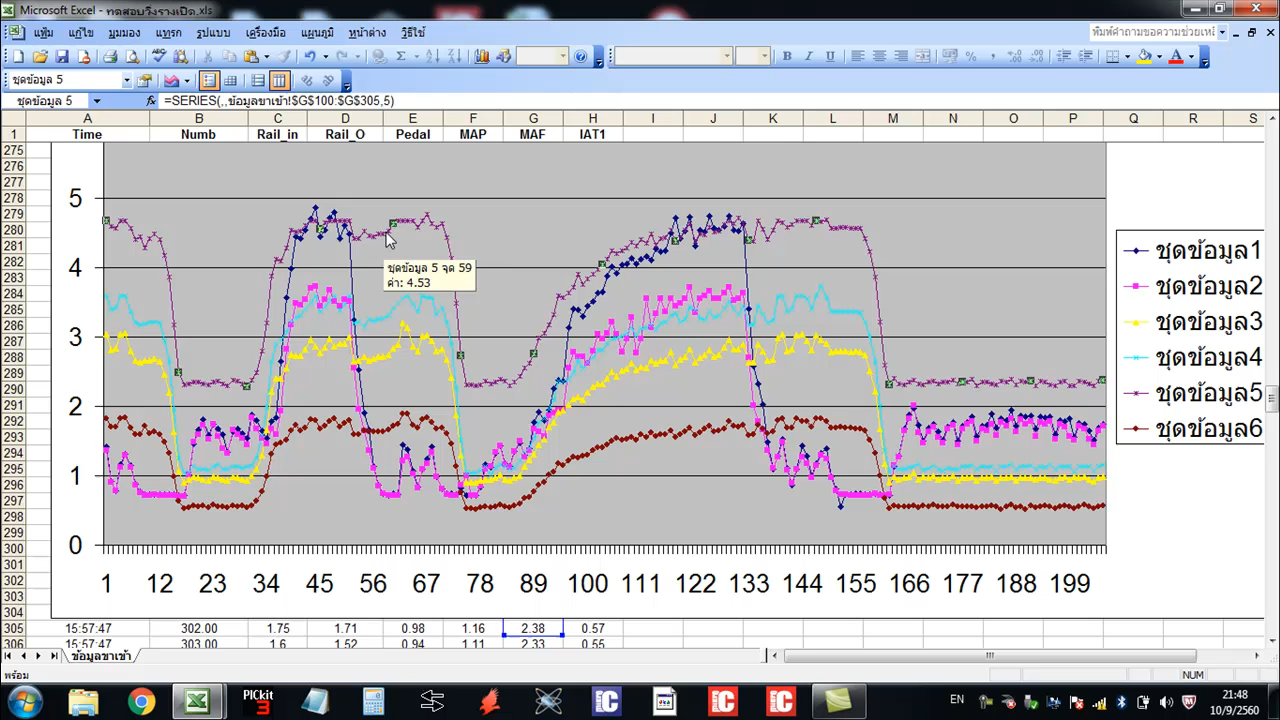 Microsoft Excel - ทดสอบวิ่งรางเปิด.xls
แฟ้ม แก้ไข มุมมอง แทรก รูปแบบ เครื่องมือ แผนภูมิ หน้าต่าง วิธีใช้
พิมพ์คำถามขอความช่วยเหลื
ชุดข้อมูล 5
ชุดข้อมูล 5 fx =SERIES(,,ข้อมูลขาเข้า!$G$100:$G$305,5)
A B C D E F G H I J K L M N O P Q R S
1 Time Numb Rail_in Rail_O Pedal MAP MAF IAT1
275
276
277
278
279
280
281
282
283
284
285
286
287
288
289
290
291
292
293
294
295
296
297
298
299
300
301
302
303
304
5
4
3
2
1
0
ชุดข้อมูล 5 จุด 59
ค่า: 4.53
ชุดข้อมูล1
ชุดข้อมูล2
ชุดข้อมูล3
ชุดข้อมูล4
ชุดข้อมูล5
ชุดข้อมูล6
1 12 23 34 45 56 67 78 89 100 111 122 133 144 155 166 177 188 199
305 15:57:47 302.00 1.75 1.71 0.98 1.16 2.38 0.57
306 15:57:47 303.00 1.6 1.52 0.94 1.11 2.33 0.55
ข้อมูลขาเข้า
พร้อม NUM
PICkit
3
EN
21:48
10/9/2560